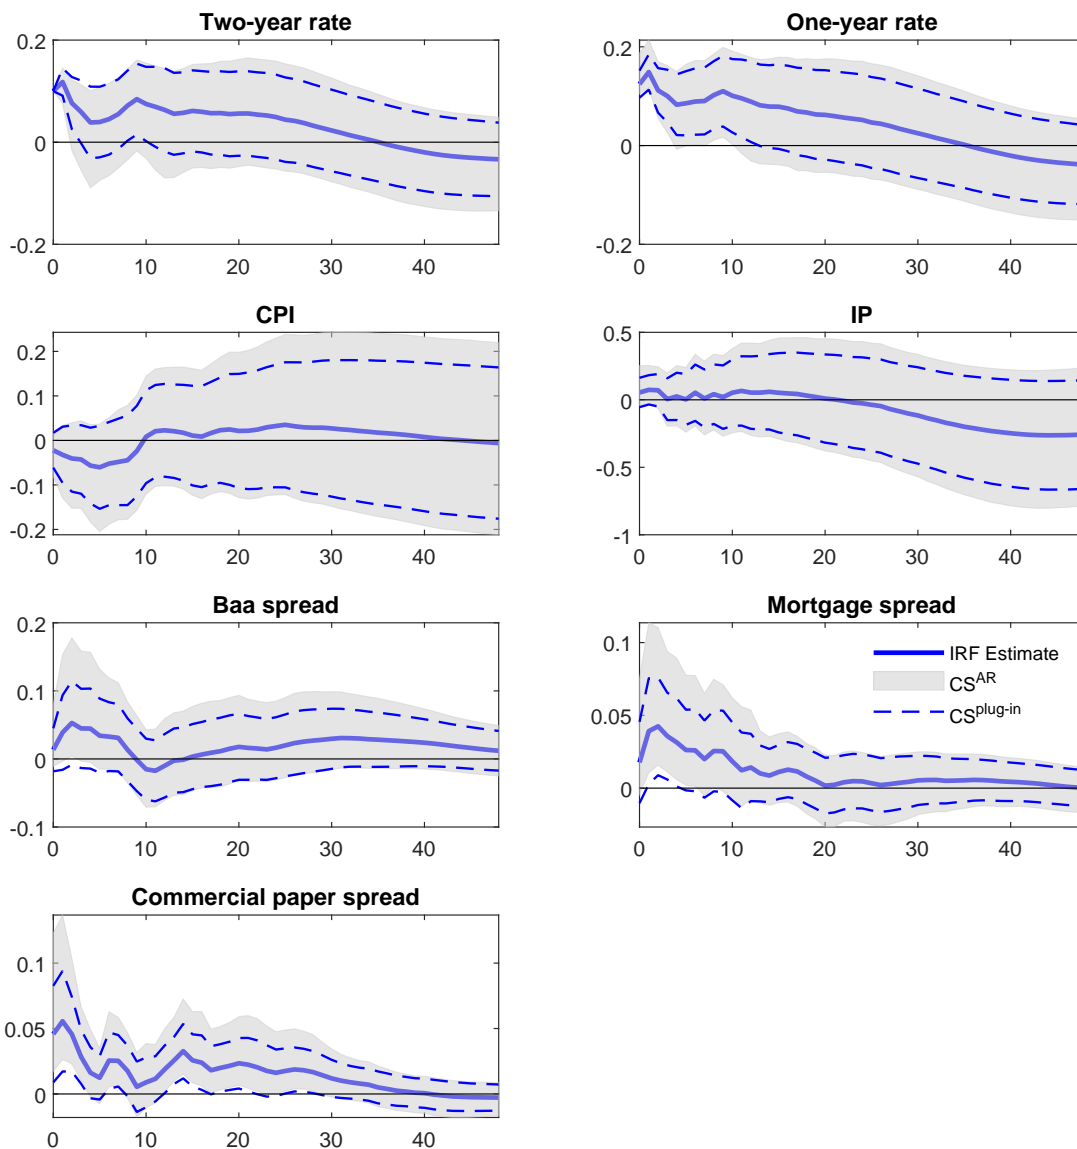 Two-year rate
0.2
0
-0.2
0 10 20 30 40
One-year rate
0.2
0
-0.2
0 10 20 30 40
CPI
0.2
0.1
0
-0.1
-0.2
0 10 20 30 40
IP
0.5
0
-0.5
-1
0 10 20 30 40
Baa spread
0.2
0.1
0
-0.1
0 10 20 30 40
Mortgage spread
0.1
0.05
0
0 10 20 30 40
IRF Estimate
CS^AR
CS^plug-in
Commercial paper spread
0.1
0.05
0
0 10 20 30 40